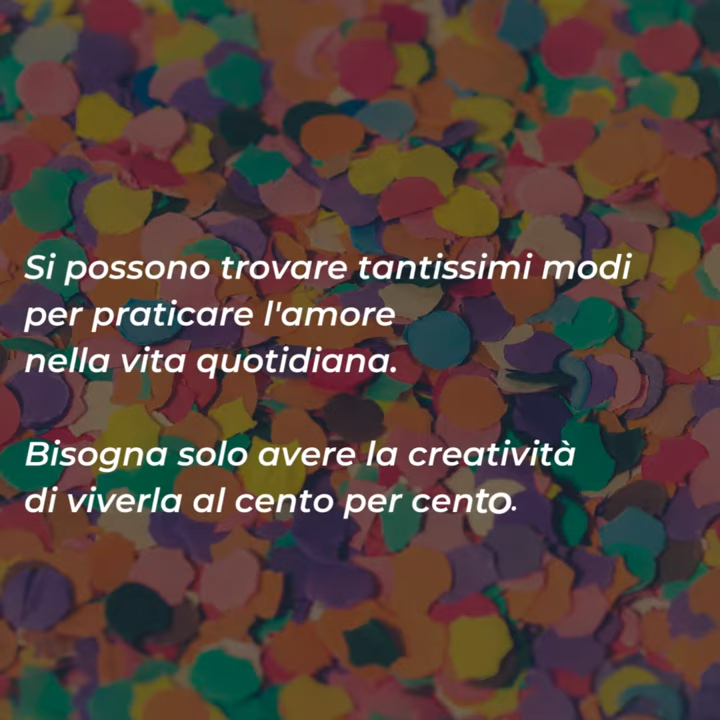 Si possono trovare tantissimi modi
per praticare l'amore
nella vita quotidiana.
Bisogna solo avere la creatività
di viverla al cento per cento.